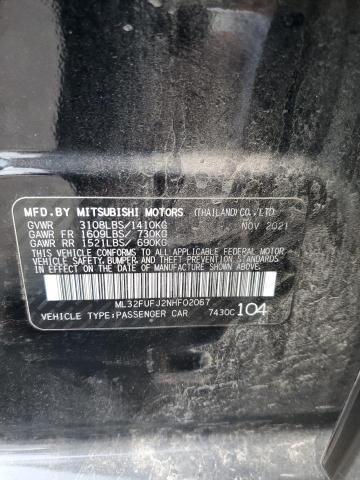 MFD.BY MITSUBISHI MOTORS (THAILAND) CO., LTD.
GVWR 3108LBS/1410KG NOV 2021
GAWR FR 1609LBS/ 730KG
GAWR RR 1521LBS/ 690KG
THIS VEHICLE CONFORMS TO ALL APPLICABLE
FEDERAL MOTOR VEHICLE SAFETY, BUMPER AND
THEFT PREVENTION STANDARDS IN EFFECT ON
THE DATE OF MANUFACTURE SHOWN ABOVE.
ML32FUFJ2NHF02067
VEHICLE TYPE:PASSENGER CAR 7430C 104